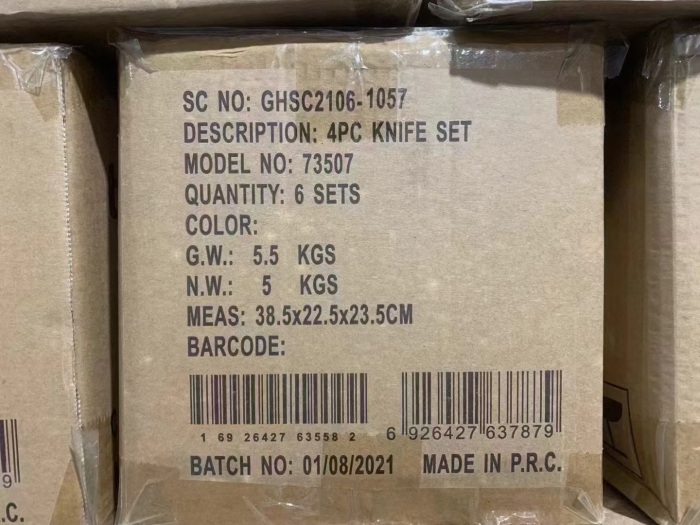 SC NO: GHSC2106-1057
DESCRIPTION: 4PC KNIFE SET
MODEL NO: 73507
QUANTITY: 6 SETS
COLOR:
G.W.: 5.5 KGS
N.W.: 5 KGS
MEAS: 38.5x22.5x23.5CM
BARCODE:
1 69 26427 63558 2
6 926427 637879
BATCH NO: 01/08/2021 MADE IN P.R.C.
9
.C.